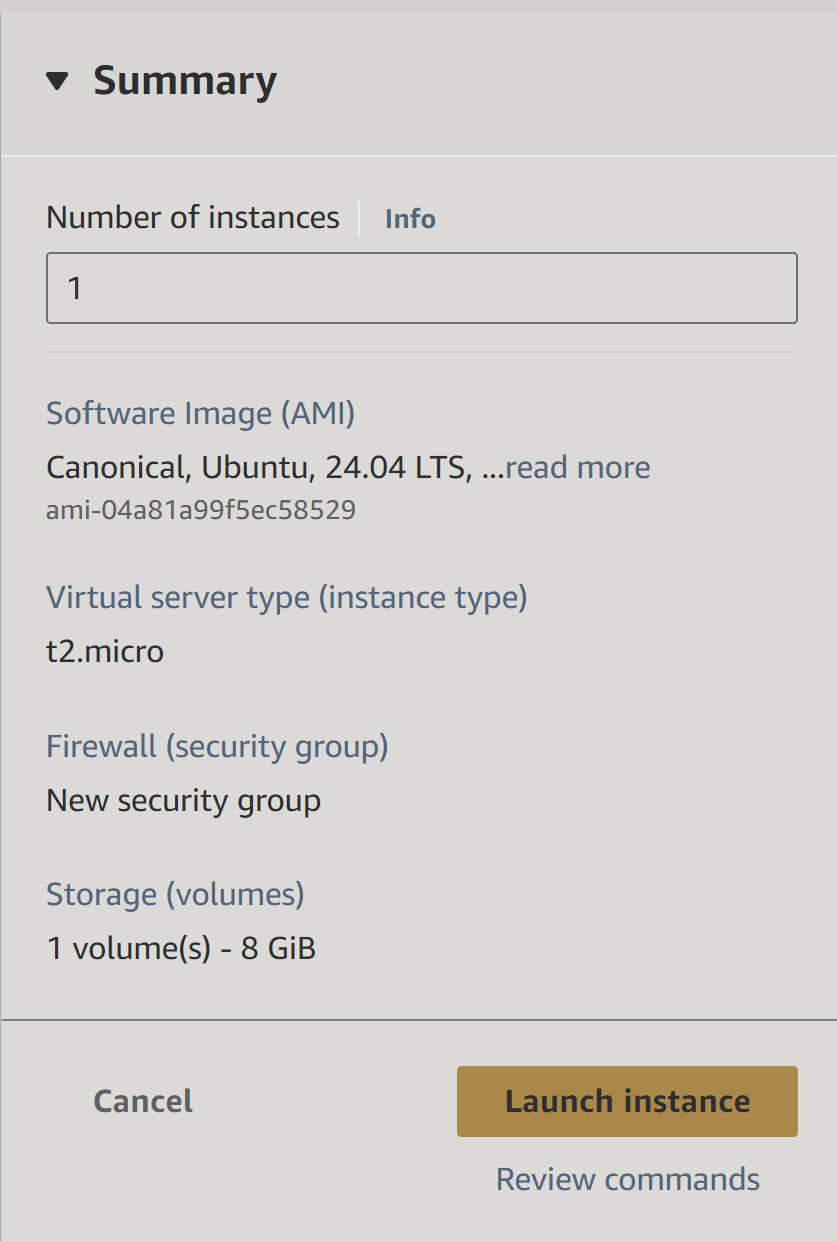 Summary
Number of instances Info
1
Software Image (AMI)
Canonical, Ubuntu, 24.04 LTS, ...read more
ami-04a81a99f5ec58529
Virtual server type (instance type)
t2.micro
Firewall (security group)
New security group
Storage (volumes)
1 volume(s) - 8 GiB
Cancel Launch instance
Review commands